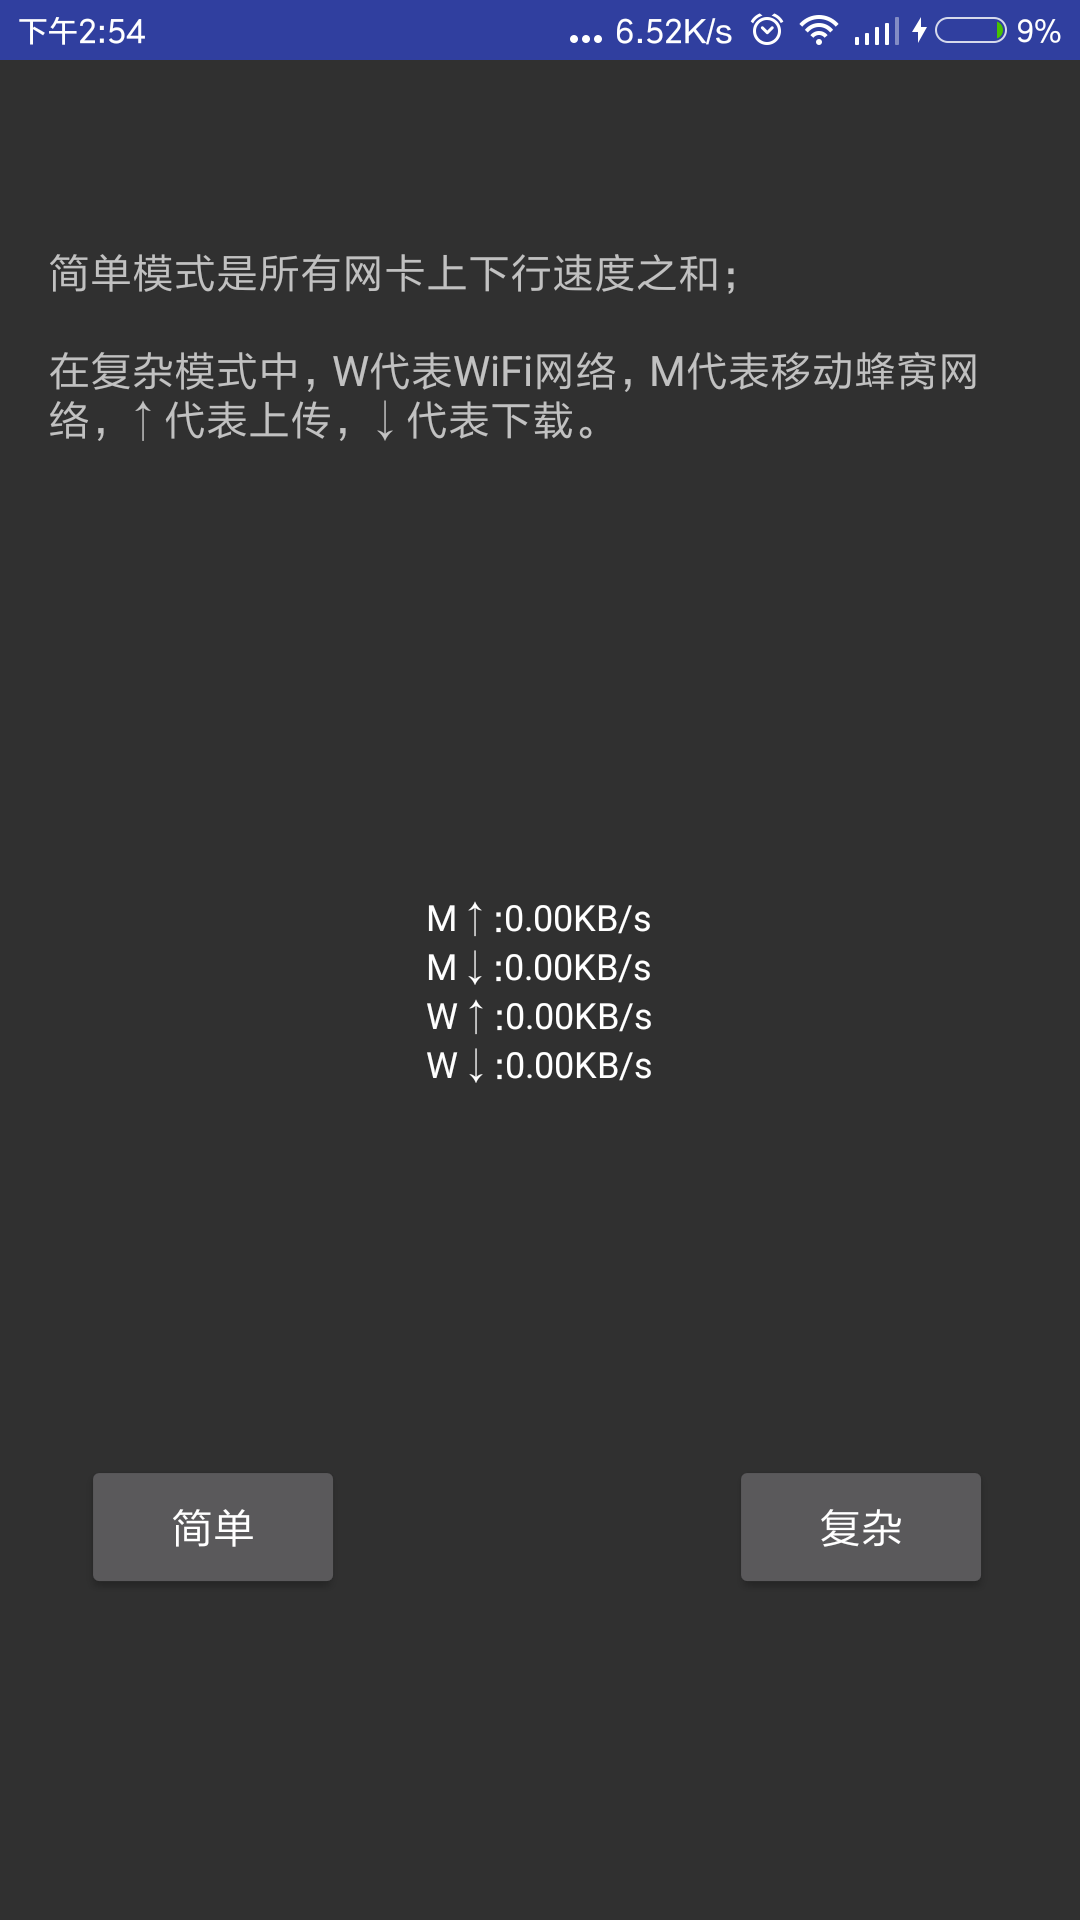 下午2:54
... 6.52K/s 9%
简单模式是所有网卡上下行速度之和；
在复杂模式中，W代表WiFi网络，M代表移动蜂窝网
络，↑代表上传，↓代表下载。
M↑:0.00KB/s
M↓:0.00KB/s
W↑:0.00KB/s
W↓:0.00KB/s
简单
复杂